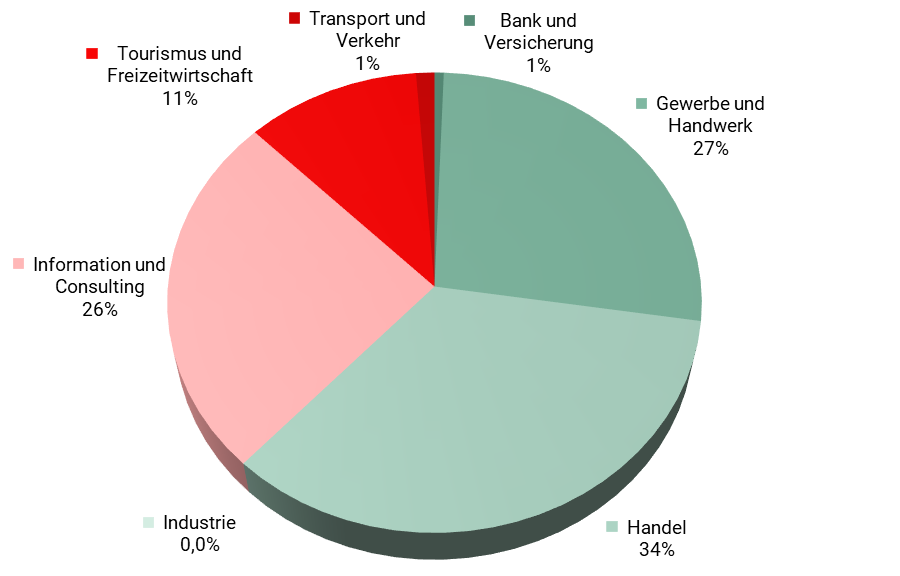 Transport und
Verkehr
1%
Bank und
Versicherung
1%
Tourismus und
Freizeitwirtschaft
11%
Gewerbe und
Handwerk
27%
Information und
Consulting
26%
Industrie
0,0%
Handel
34%